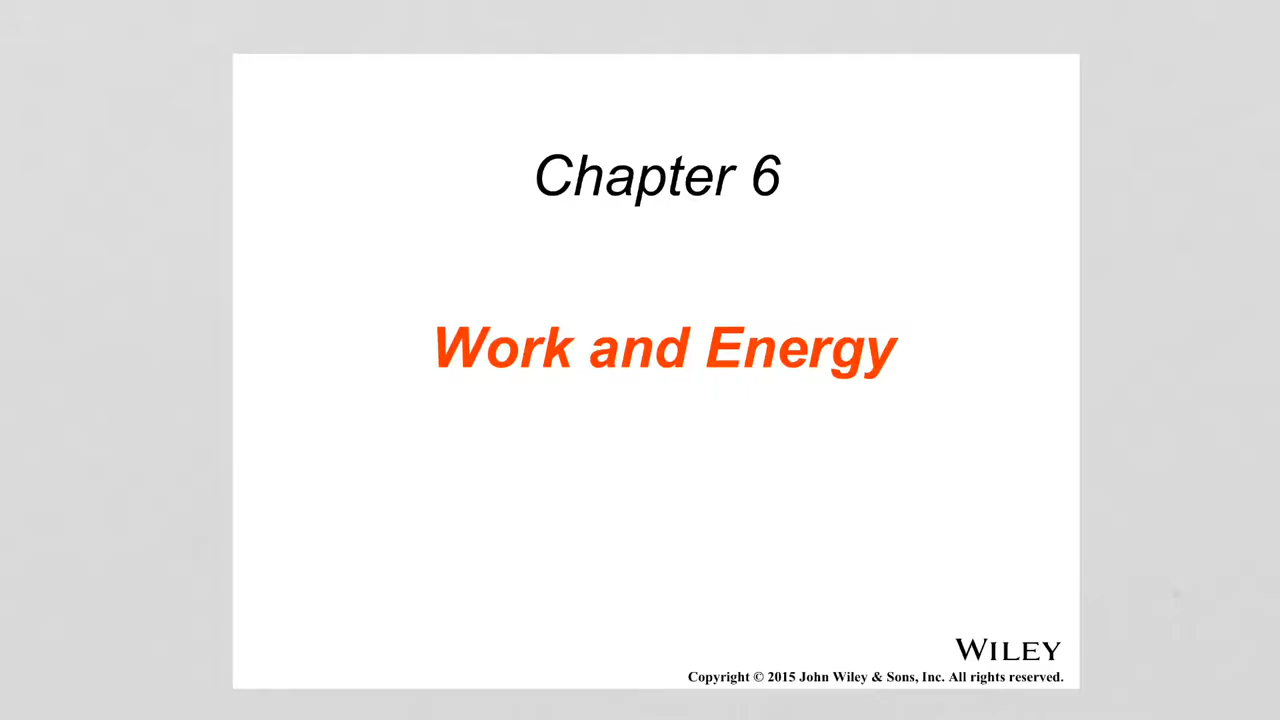 Chapter 6
Work and Energy
WILEY
Copyright © 2015 John Wiley & Sons, Inc. All rights reserved.